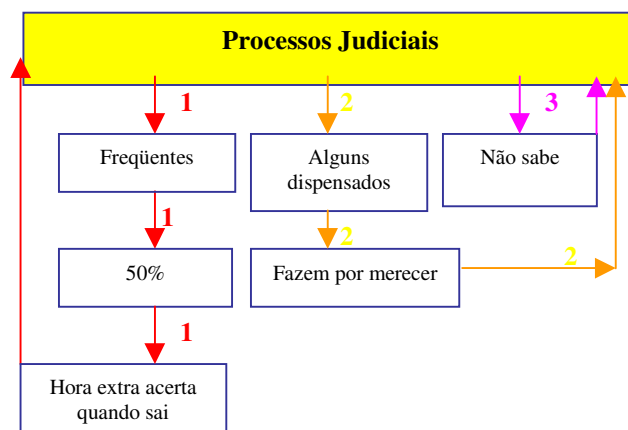 Processos Judiciais
1
2
3
Freqüentes
Alguns
dispensados
Não sabe
1
2
50%
Fazem por merecer
2
1
Hora extra acerta
quando sai